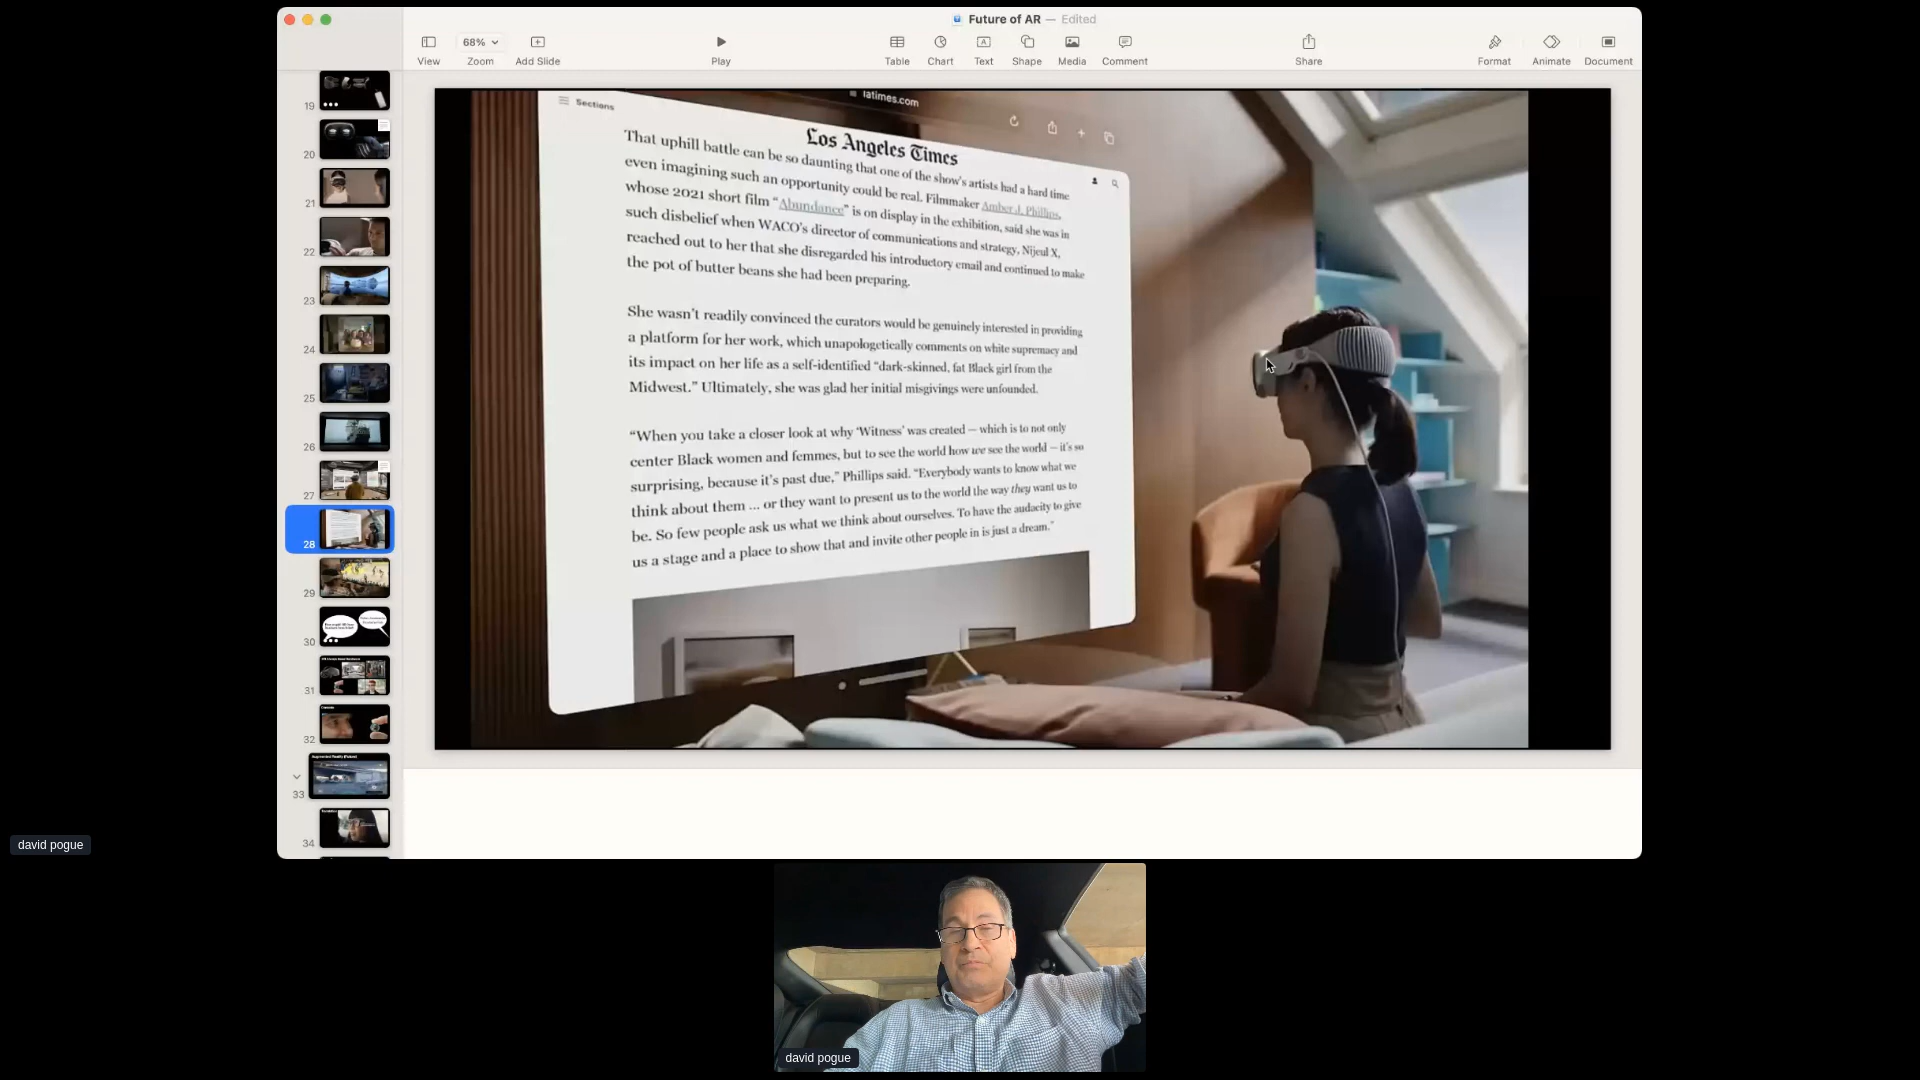 Future of AR — Edited
68%
View
Zoom
Add Slide
Play
Table
Chart
Text
Shape
Media
Comment
Share
Format
Animate
Document
19
20
21
22
23
24
25
26
27
28
29
30
31
32
33
34
Sections
latimes.com
Los Angeles Times
That uphill battle can be so daunting that one of the show's artists had a hard time
even imagining such an opportunity could be real. Filmmaker Amber J. Phillips,
whose 2021 short film “Abundance” is on display in the exhibition, said she was in
such disbelief when WACO's director of communications and strategy, Nijeul X,
reached out to her that she disregarded his introductory email and continued to make
the pot of butter beans she had been preparing.
She wasn't readily convinced the curators would be genuinely interested in providing
a platform for her work, which unapologetically comments on white supremacy and
its impact on her life as a self-identified “dark-skinned, fat Black girl from the
Midwest.” Ultimately, she was glad her initial misgivings were unfounded.
“When you take a closer look at why ‘Witness’ was created — which is to not only
center Black women and femmes, but to see the world how we see the world — it's so
surprising, because it's past due,” Phillips said. “Everybody wants to know what we
think about them ... or they want to present us to the world the way they want us to
be. So few people ask us what we think about ourselves. To have the audacity to give
us a stage and a place to show that and invite other people in is just a dream.”
david pogue
david pogue